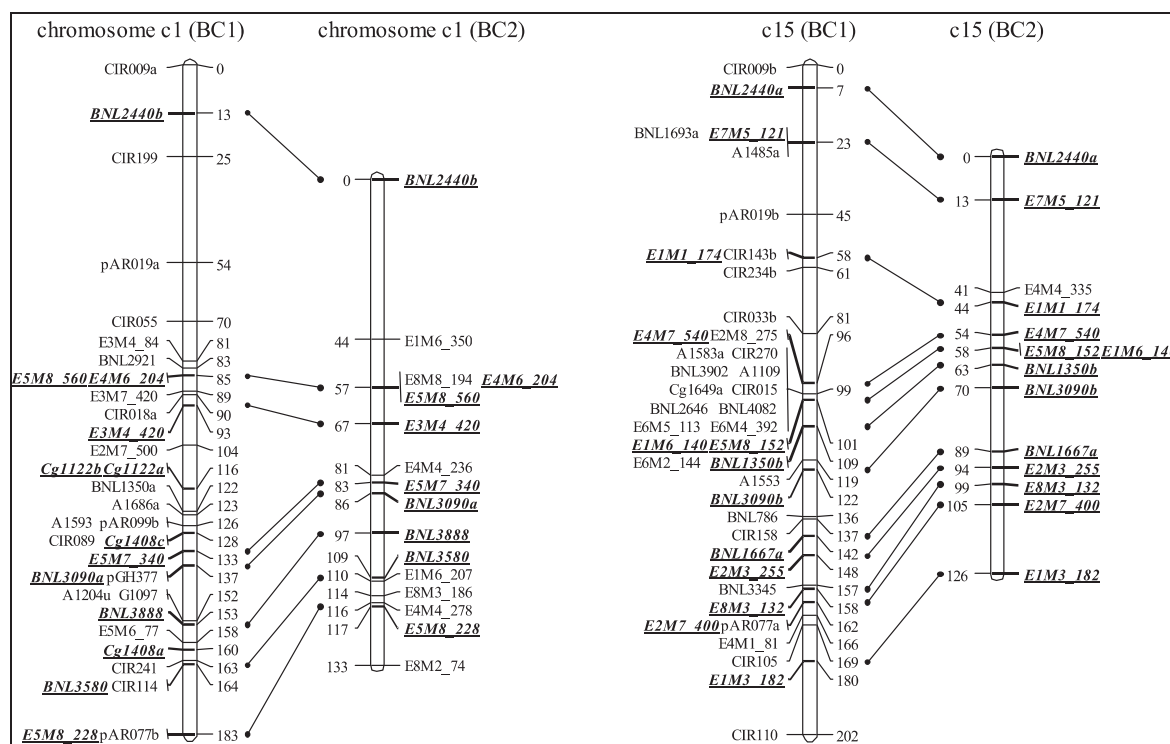 chromosome c1 (BC1)
chromosome c1 (BC2)
c15 (BC1)
c15 (BC2)
CIR009a 0
BNL2440b 13
CIR199 25
pAR019a 54
CIR055 70
E3M4_84 81
BNL2921 83
E5M8_560 E4M6_204 85
E3M7_420 89
CIR018a 90
E3M4_420 93
E2M7_500 104
Cg1122b Cg1122a 116
BNL1350a 122
A1686a 123
A1593 pAR099b 126
CIR089 Cg1408c 128
E5M7_340 133
BNL3090a pGH377 137
A1204u G1097 152
BNL3888 153
E5M6_77 158
Cg1408a 160
CIR241 163
BNL3580 CIR114 164
E5M8_228 pAR077b 183
0 BNL2440b
44 E1M6_350
E8M8_194 E4M6_204
57
E5M8_560
67 E3M4_420
81 E4M4_236
83 E5M7_340
86 BNL3090a
97 BNL3888
109 BNL3580
110 E1M6_207
114 E8M3_186
116 E4M4_278
117 E5M8_228
133 E8M2_74
CIR009b 0
BNL2440a 7
BNL1693a E7M5_121 23
A1485a
pAR019b 45
E1M1_174 CIR143b 58
CIR234b 61
CIR033b 81
E4M7_540 E2M8_275 96
A1583a CIR270
BNL3902 A1109
Cg1649a CIR015 99
BNL2646 BNL4082
E6M5_113 E6M4_392
E1M6_140 E5M8_152 101
E6M2_144 BNL1350b 109
A1553 119
BNL3090b 122
BNL786 136
CIR158 137
BNL1667a 142
E2M3_255 148
BNL3345 157
E8M3_132 158
E2M7_400 pAR077a 162
E4M1_81 166
CIR105 169
E1M3_182 180
CIR110 202
0 BNL2440a
13 E7M5_121
41 E4M4_335
44 E1M1_174
54 E4M7_540
58 E5M8_152 E1M6_14
63 BNL1350b
70 BNL3090b
89 BNL1667a
94 E2M3_255
99 E8M3_132
105 E2M7_400
126 E1M3_182